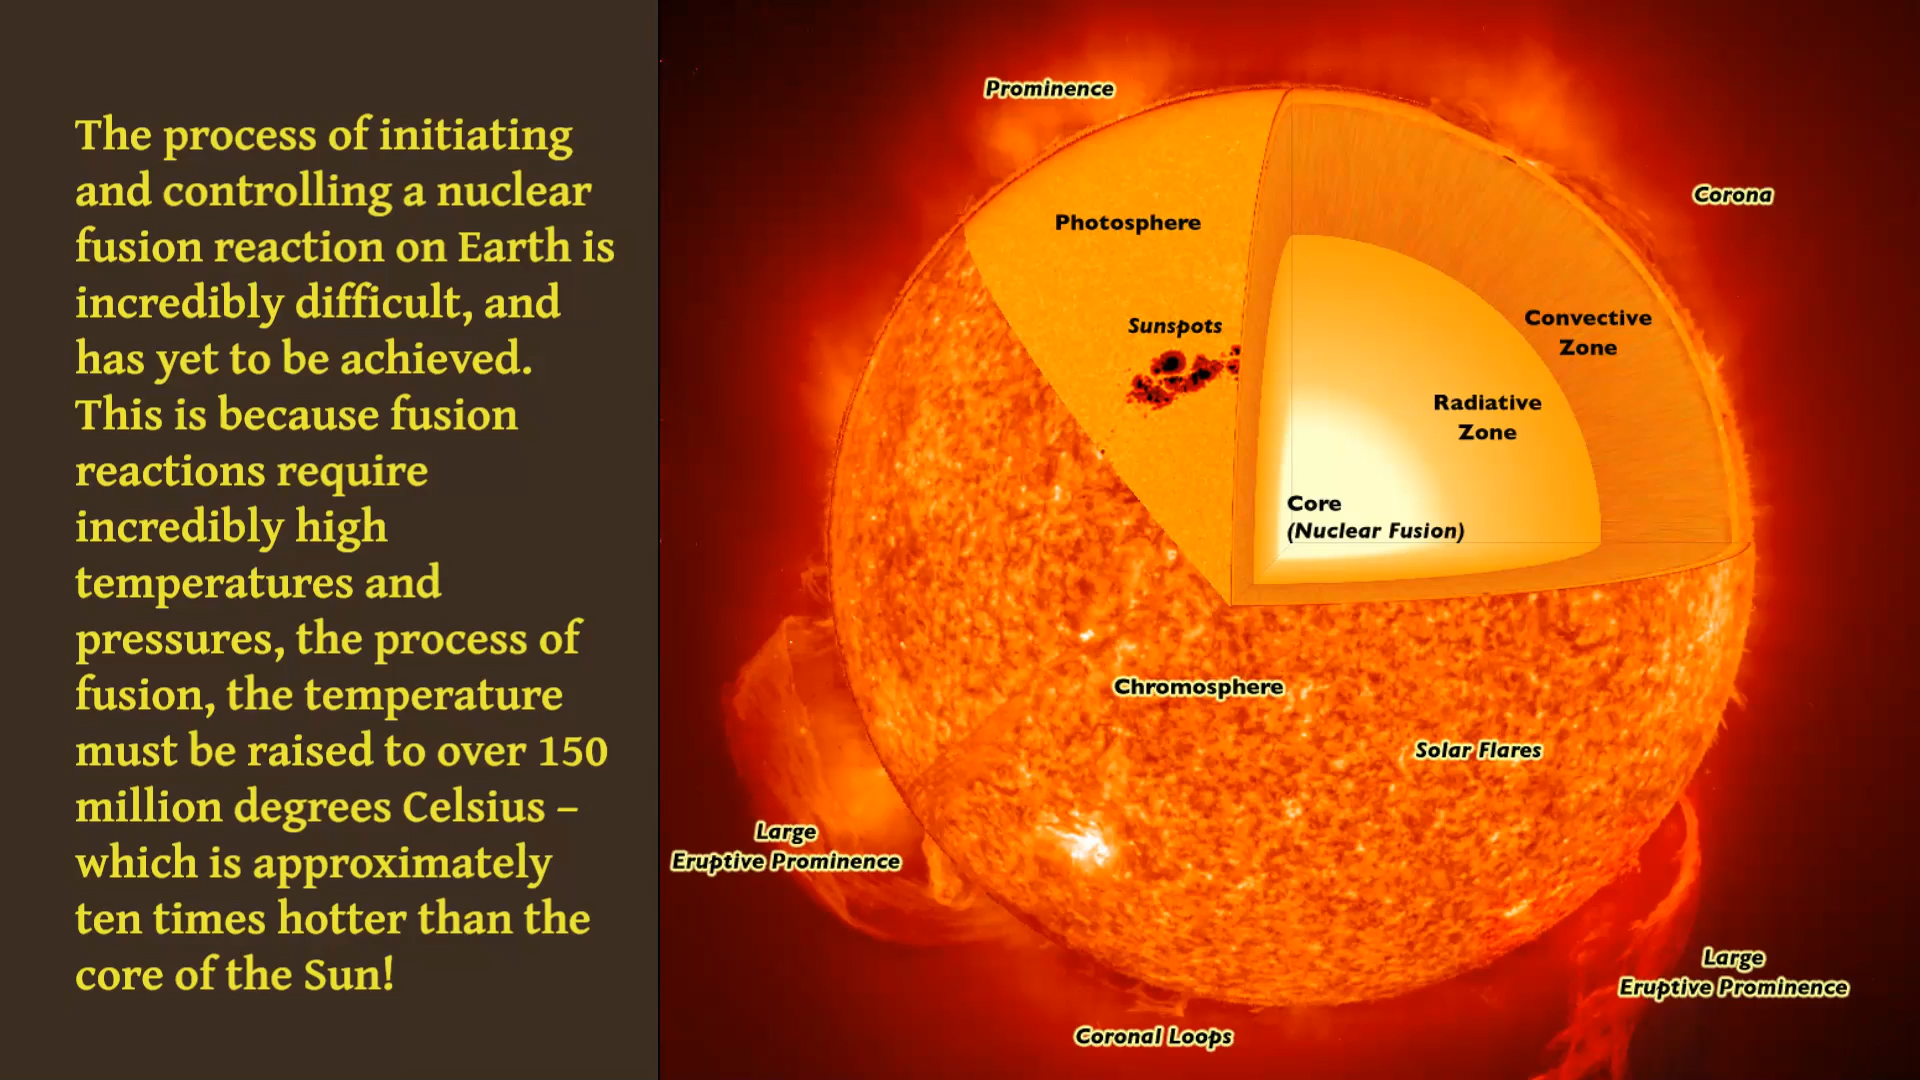 The process of initiating
and controlling a nuclear
fusion reaction on Earth is
incredibly difficult, and
has yet to be achieved.
This is because fusion
reactions require
incredibly high
temperatures and
pressures, the process of
fusion, the temperature
must be raised to over 150
million degrees Celsius –
which is approximately
ten times hotter than the
core of the Sun!
Prominence
Corona
Photosphere
Sunspots
Convective
Zone
Radiative
Zone
Core
(Nuclear Fusion)
Chromosphere
Solar Flares
Large
Eruptive Prominence
Large
Eruptive Prominence
Coronal Loops